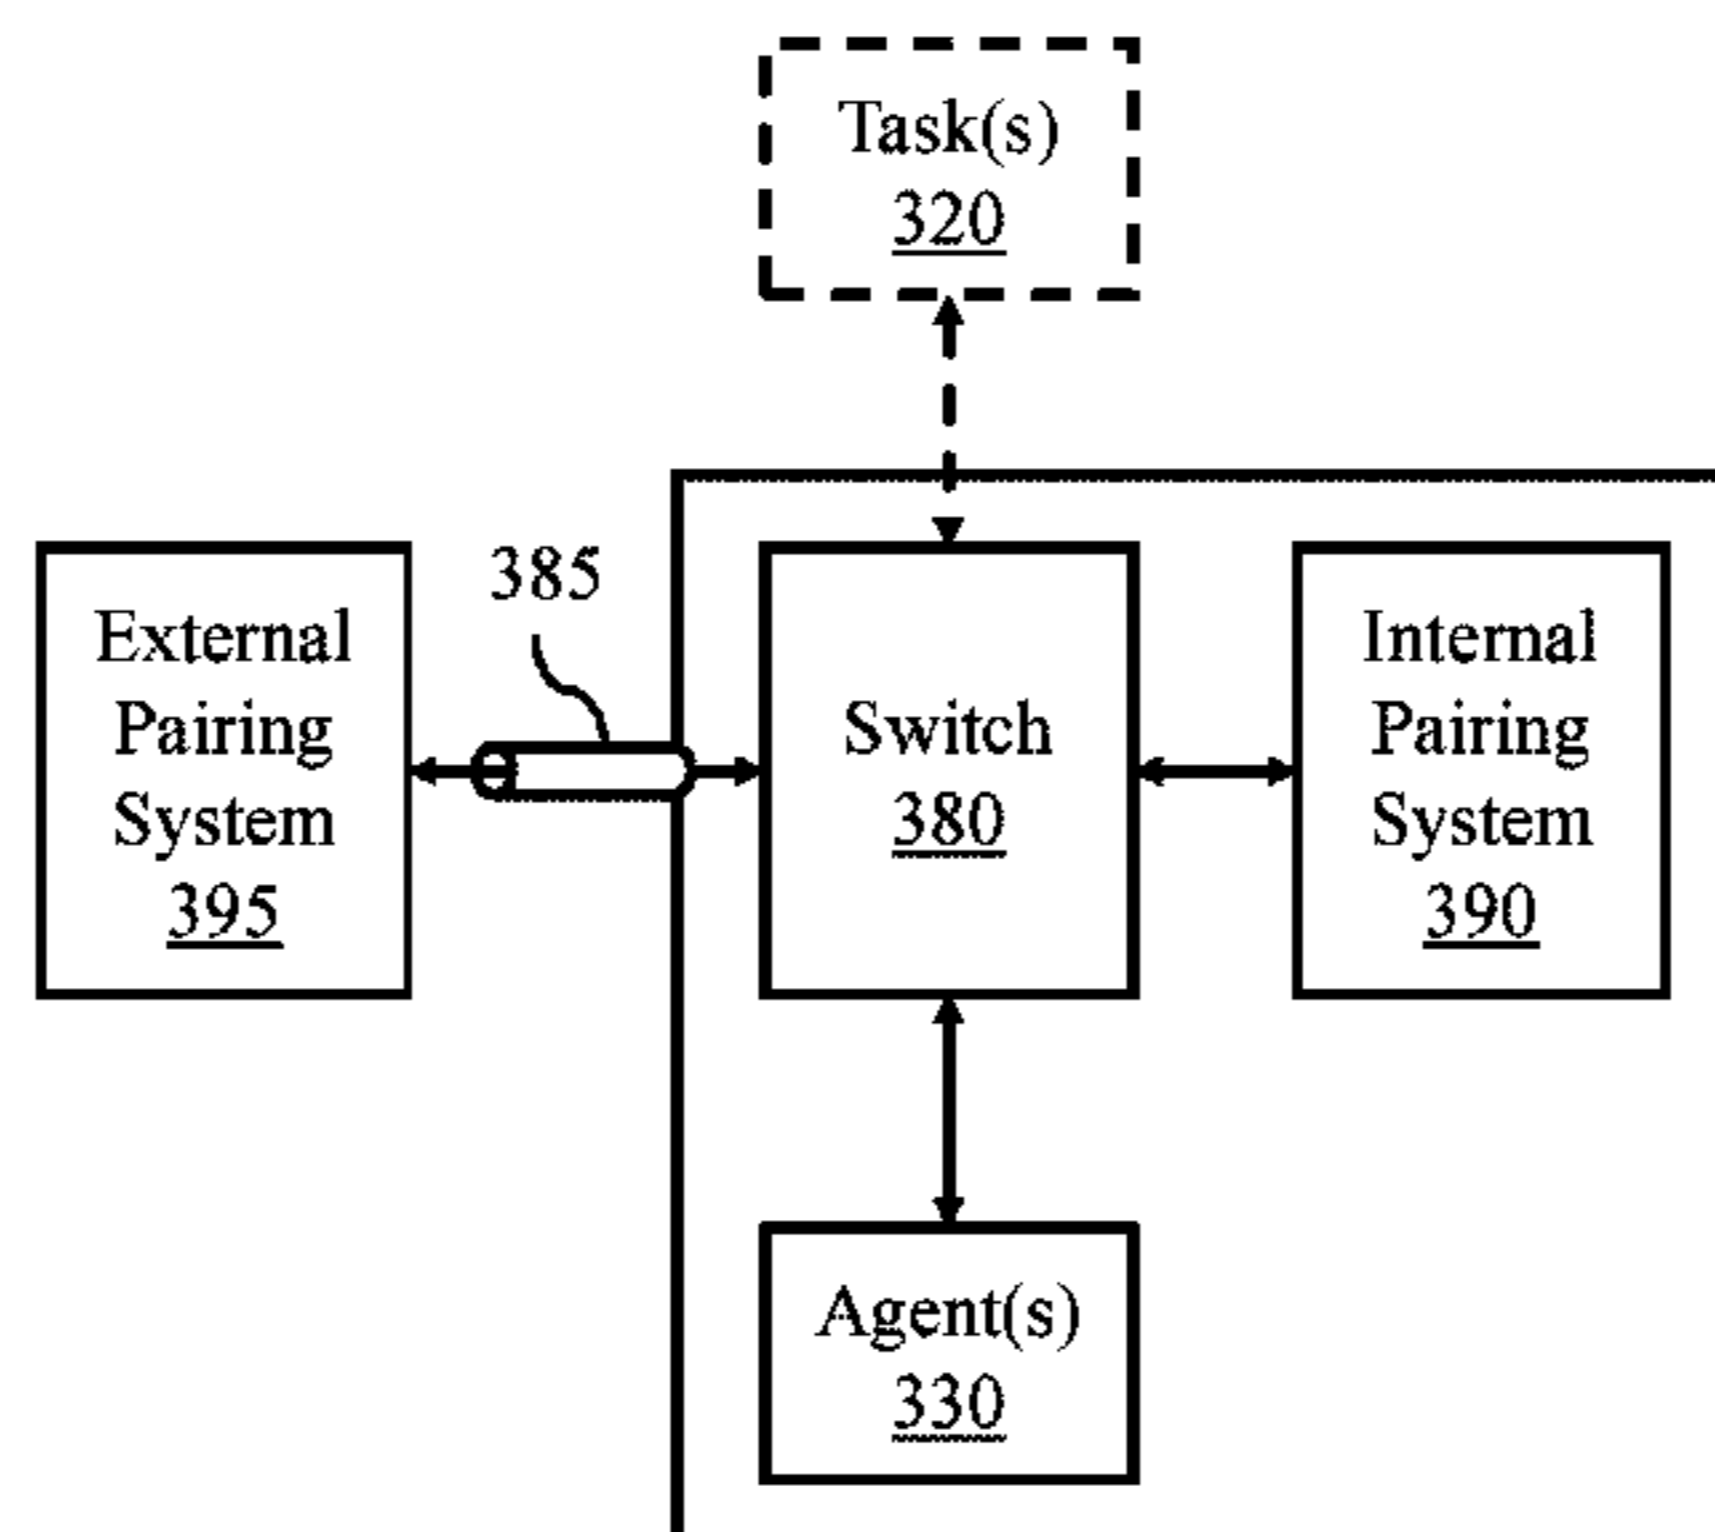 Task(s)
320
385
External
Pairing
System
395
Switch
380
Internal
Pairing
System
390
Agent(s)
330